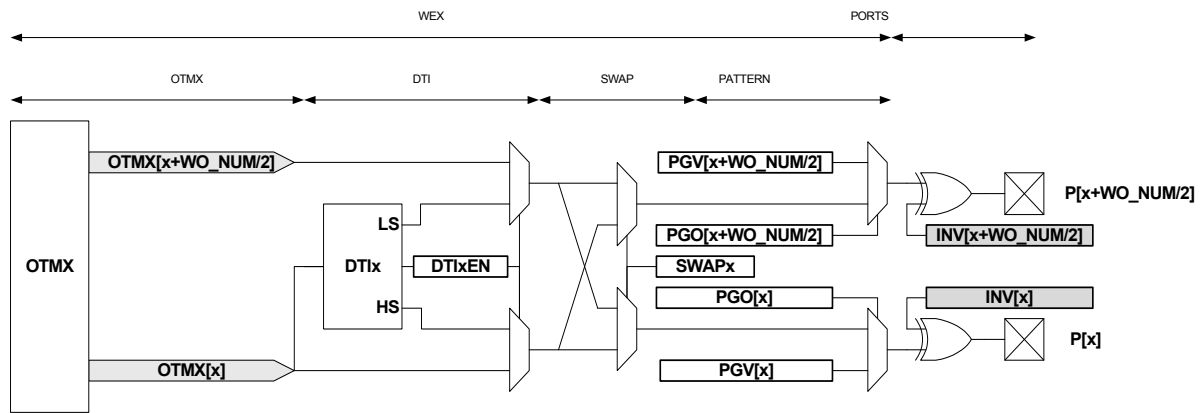 WEX
PORTS
OTMX
DTI
SWAP
PATTERN
OTMX[x+WO_NUM/2]
PGV[x+WO_NUM/2]
P[x+WO_NUM/2]
LS
PGO[x+WO_NUM/2]
INV[x+WO_NUM/2]
OTMX
DTIx
DTIxEN
SWAPx
HS
PGO[x]
INV[x]
P[x]
OTMX[x]
PGV[x]